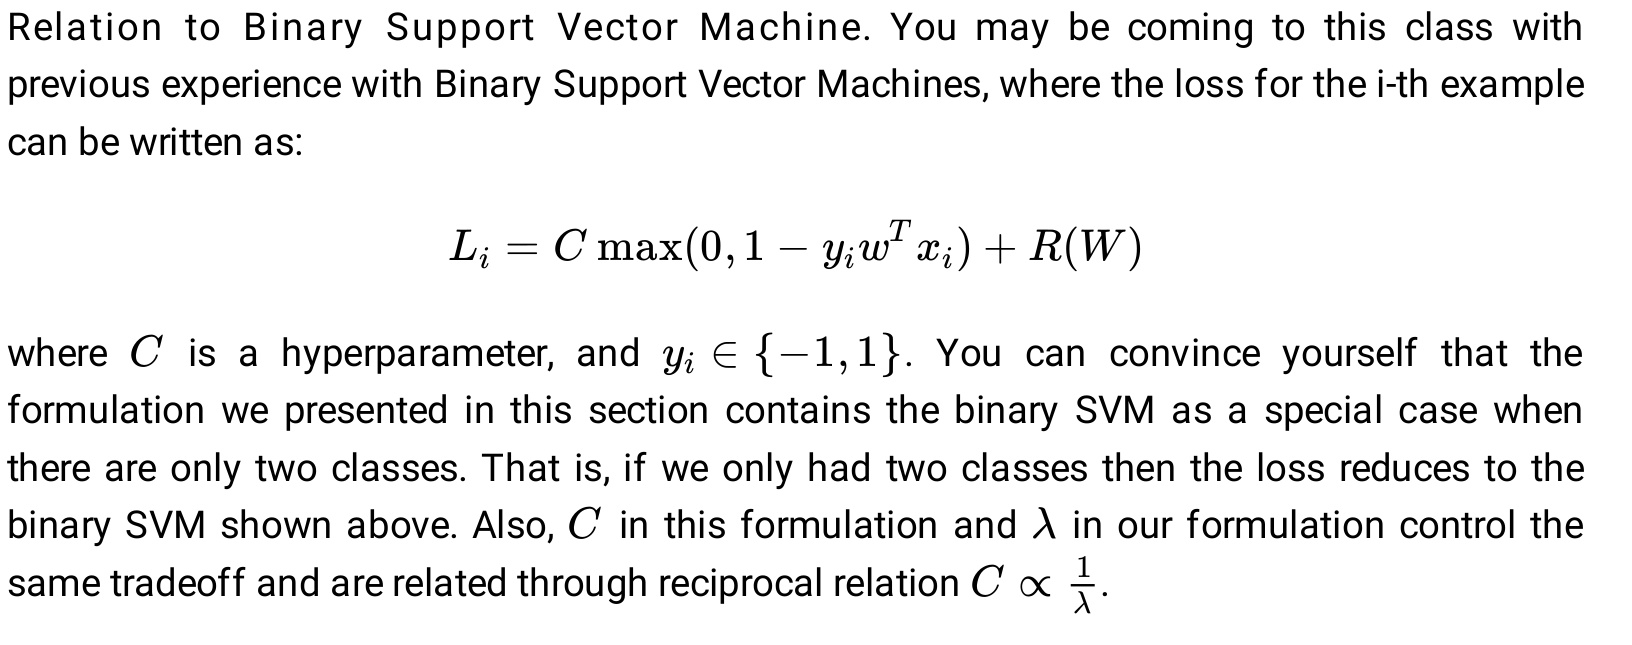 Relation to Binary Support Vector Machine. You may be coming to this class with
previous experience with Binary Support Vector Machines, where the loss for the i-th example
can be written as:
L_i = C max(0, 1 − y_i w^T x_i) + R(W)
where C is a hyperparameter, and y_i ∈ {−1, 1}. You can convince yourself that the
formulation we presented in this section contains the binary SVM as a special case when
there are only two classes. That is, if we only had two classes then the loss reduces to the
binary SVM shown above. Also, C in this formulation and λ in our formulation control the
same tradeoff and are related through reciprocal relation C ∝ 1/λ.